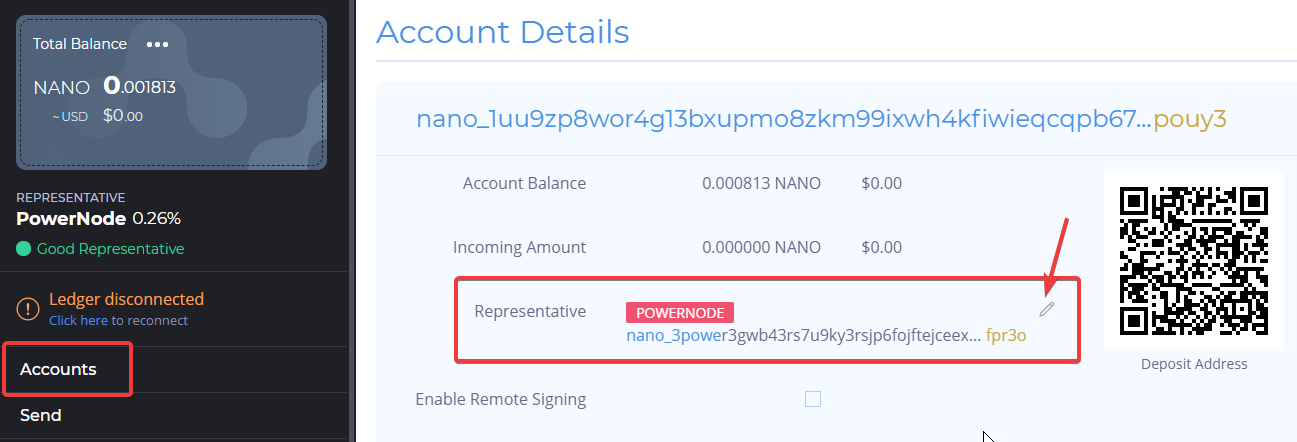 Total Balance •••
NANO 0.001813
~ USD $0.00
REPRESENTATIVE
PowerNode 0.26%
Good Representative
Ledger disconnected
Click here to reconnect
Accounts
Send
Account Details
nano_1uu9zp8wor4g13bxupmo8zkm99ixwh4kfiwieqcqpb67...pouy3
Account Balance 0.000813 NANO $0.00
Incoming Amount 0.000000 NANO $0.00
Representative POWERNODE
nano_3power3gwb43rs7u9ky3rsjp6fojftejceex... fpr3o
Enable Remote Signing
Deposit Address